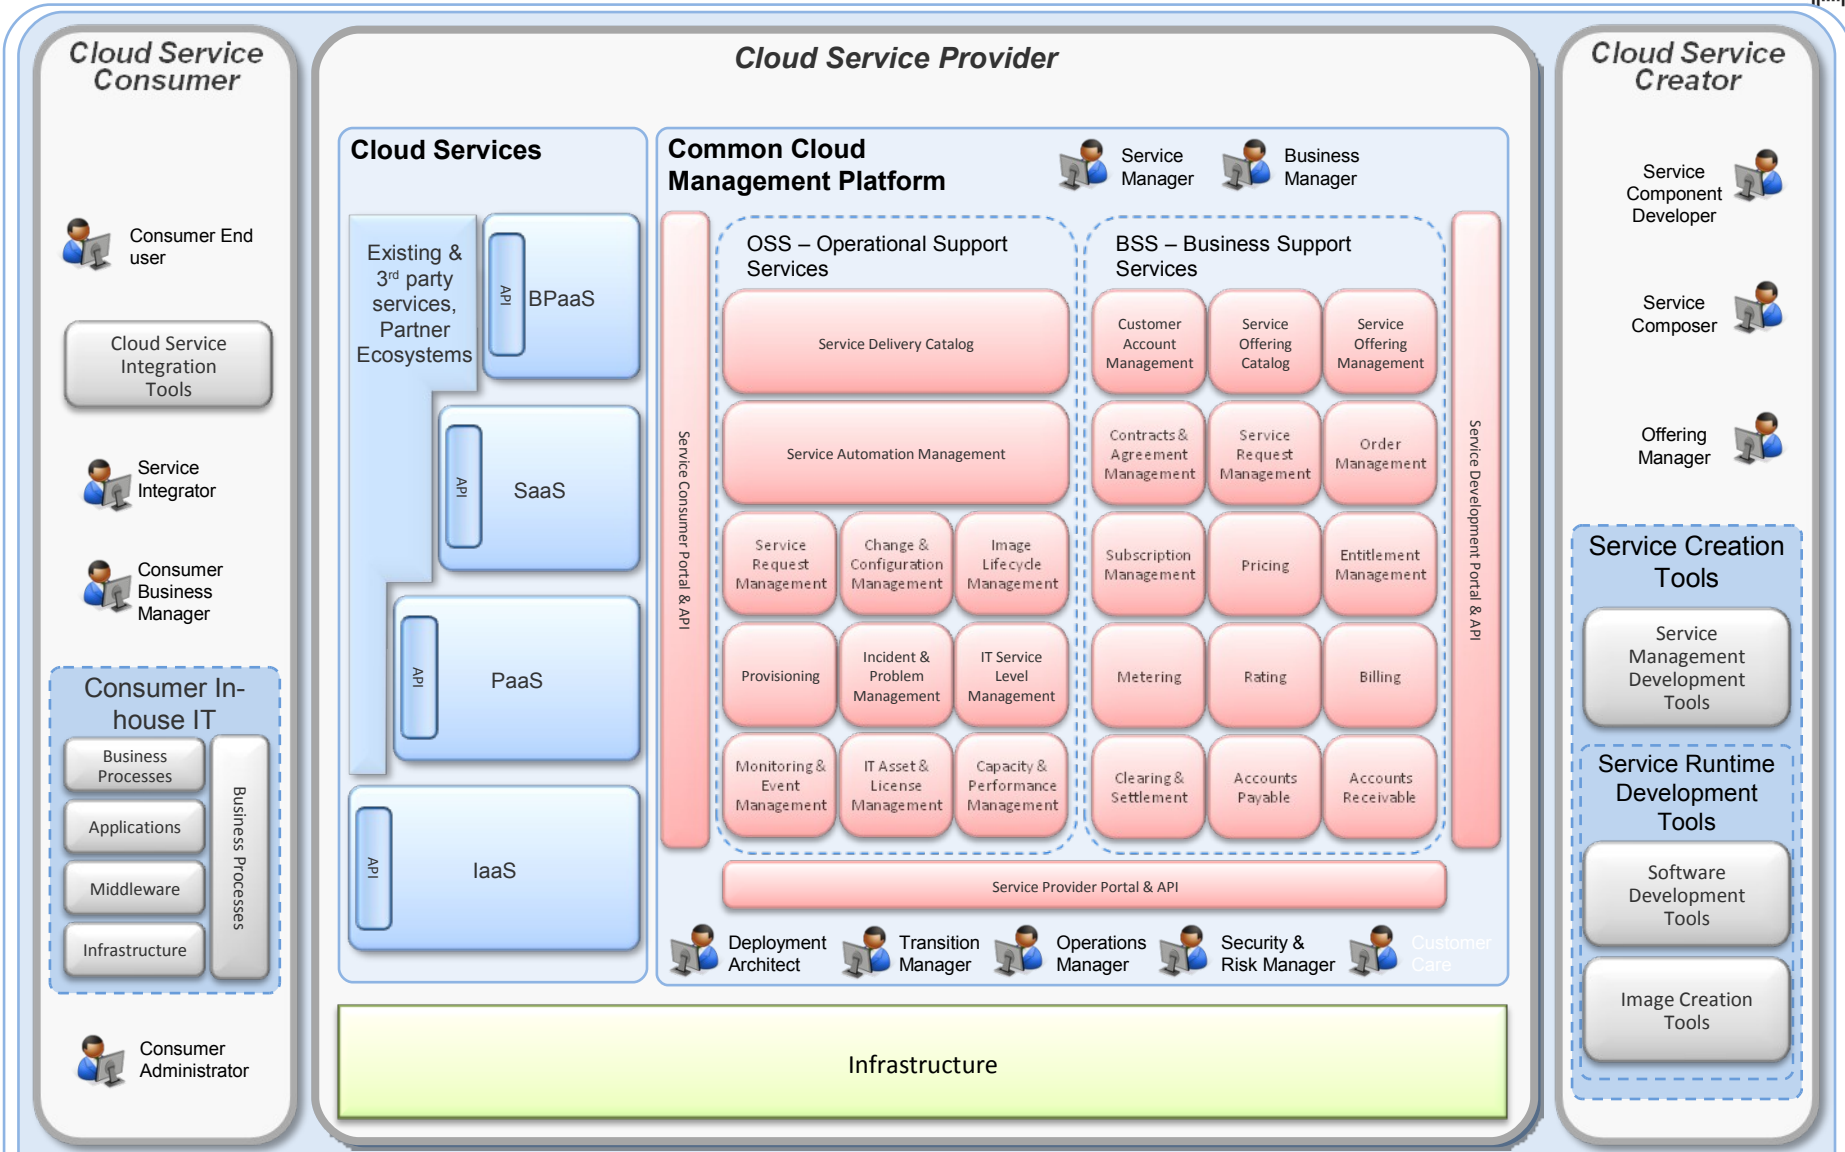 Cloud Service
Consumer
Consumer End
user
Cloud Service
Integration
Tools
Service
Integrator
Consumer
Business
Manager
Consumer In-
house IT
Business
Processes
Applications
Middleware
Infrastructure
Business Processes
Consumer
Administrator
Cloud Service Provider
Cloud Services
Existing &
3rd party
services,
Partner
Ecosystems
API
BPaaS
API
SaaS
API
PaaS
API
IaaS
Common Cloud
Management Platform
Service
Manager
Business
Manager
Service Consumer Portal & API
OSS – Operational Support
Services
Service Delivery Catalog
Service Automation Management
Service
Request
Management
Change &
Configuration
Management
Image
Lifecycle
Management
Provisioning
Incident &
Problem
Management
IT Service
Level
Management
Monitoring &
Event
Management
IT Asset &
License
Management
Capacity &
Performance
Management
BSS – Business Support
Services
Customer
Account
Management
Service
Offering
Catalog
Service
Offering
Management
Contracts &
Agreement
Management
Service
Request
Management
Order
Management
Subscription
Management
Pricing
Entitlement
Management
Metering
Rating
Billing
Clearing &
Settlement
Accounts
Payable
Accounts
Receivable
Service Development Portal & API
Service Provider Portal & API
Deployment
Architect
Transition
Manager
Operations
Manager
Security &
Risk Manager
Customer
Care
Infrastructure
Cloud Service
Creator
Service
Component
Developer
Service
Composer
Offering
Manager
Service Creation
Tools
Service
Management
Development
Tools
Service Runtime
Development
Tools
Software
Development
Tools
Image Creation
Tools